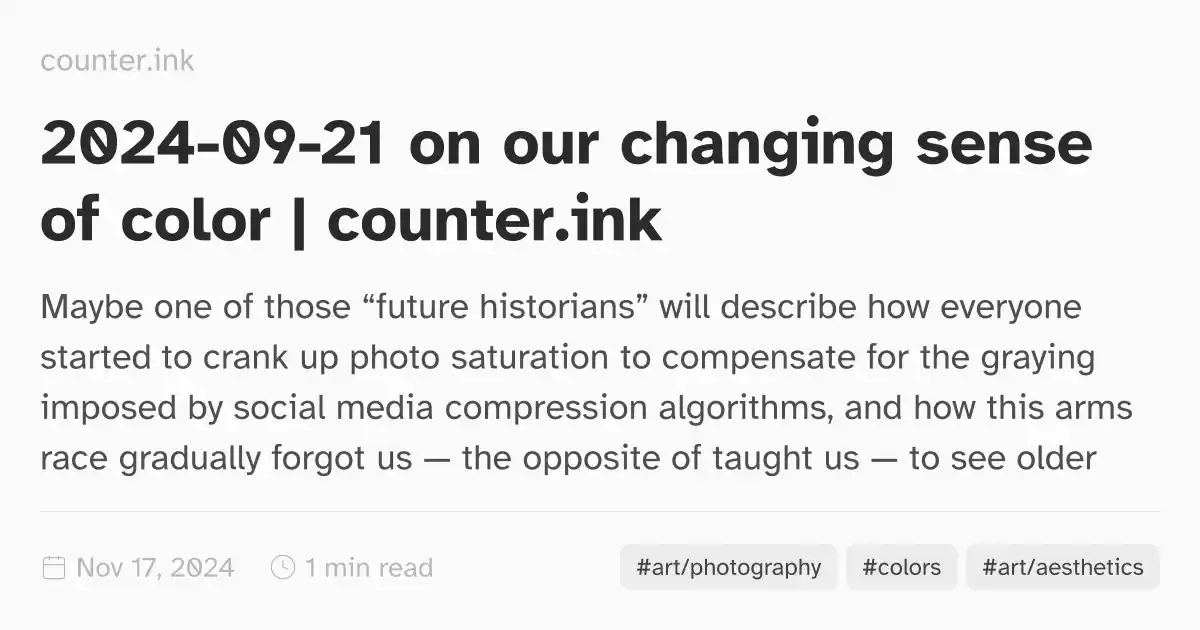 counter.ink
2024-09-21 on our changing sense
of color | counter.ink
Maybe one of those “future historians” will describe how everyone
started to crank up photo saturation to compensate for the graying
imposed by social media compression algorithms, and how this arms
race gradually forgot us — the opposite of taught us — to see older
Nov 17, 2024 1 min read #art/photography #colors #art/aesthetics